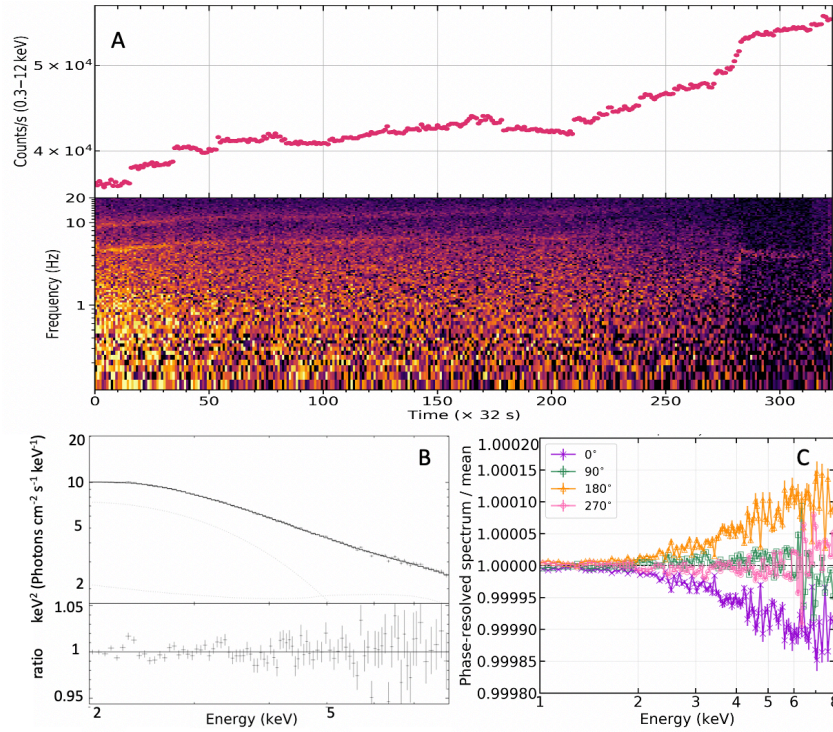 A
Counts/s (0.3−12 keV)
5 × 10⁴
4 × 10⁴
20
10
1
Frequency (Hz)
0 50 100 150 200 250 300
Time (× 32 s)
B
keV² (Photons cm⁻² s⁻¹ keV⁻¹)
20
10
5
2
ratio
1.05
1
0.95
2 5
Energy (keV)
C
Phase-resolved spectrum / mean
1.00020
1.00015
1.00010
1.00005
1.00000
0.99995
0.99990
0.99985
0.99980
0°
90°
180°
270°
1 2 3 4 5 6 7 8
Energy (keV)